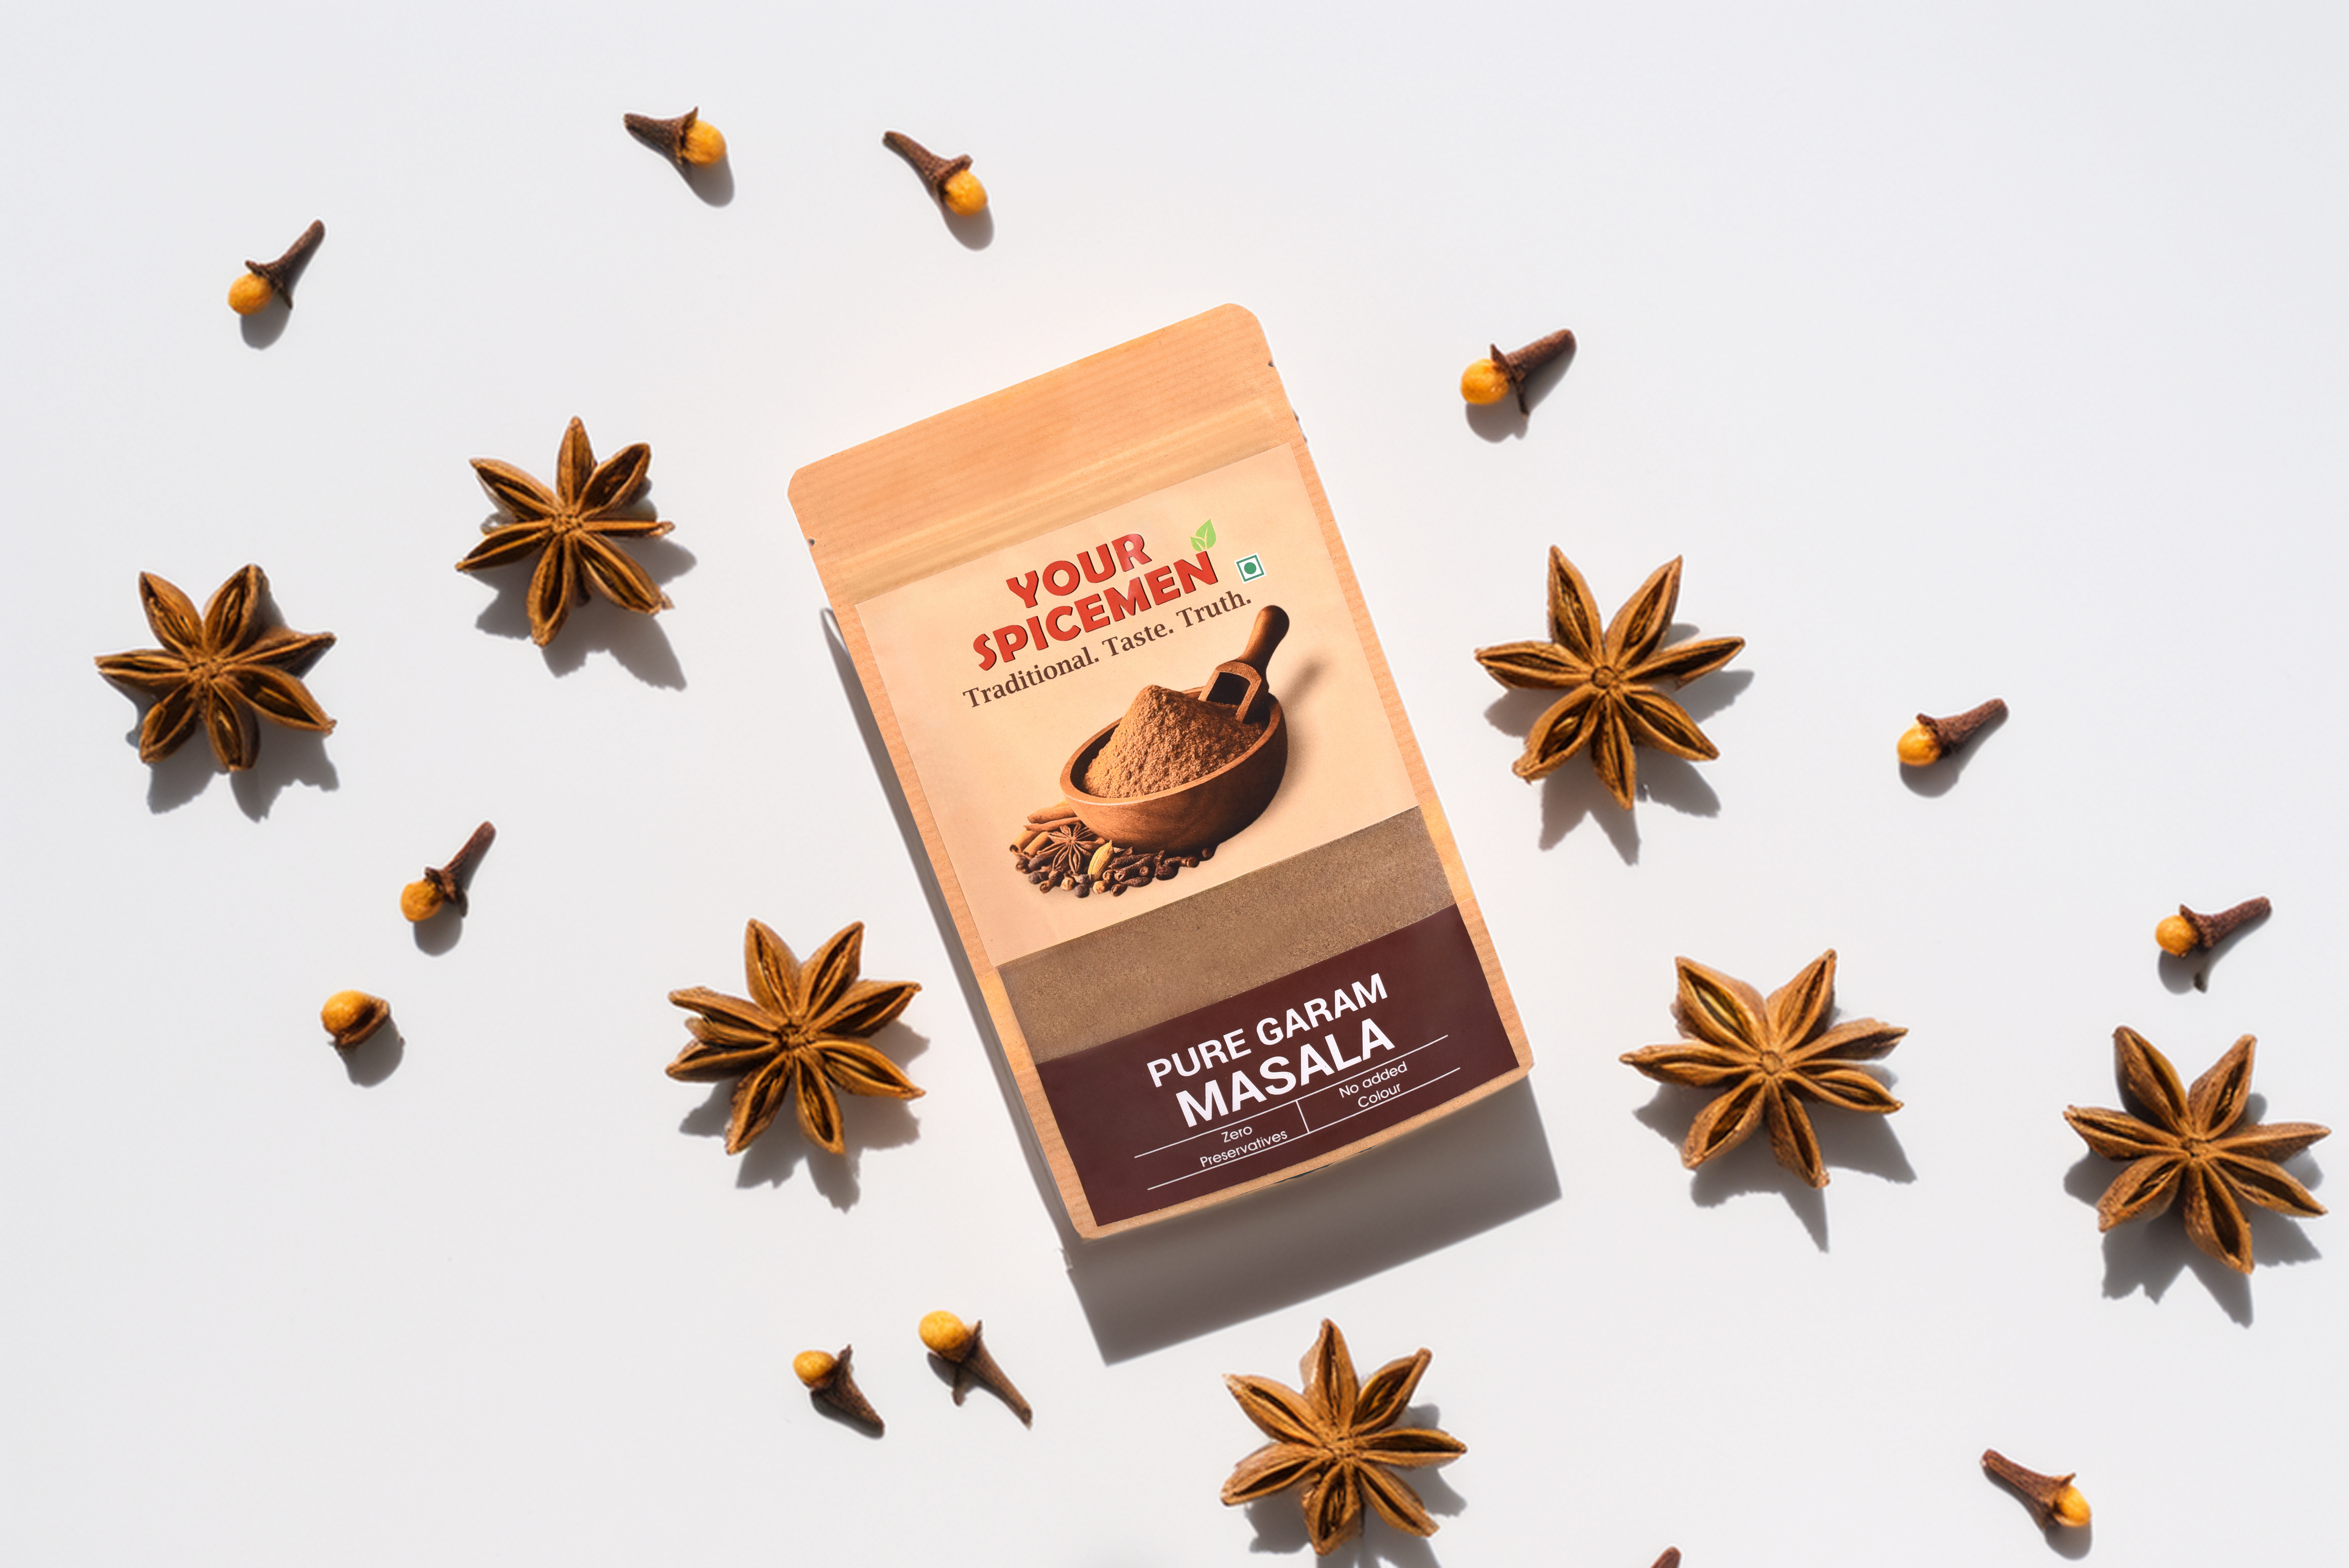 YOUR
SPICEMEN
Traditional. Taste. Truth.
PURE GARAM
MASALA
Zero
Preservatives
No added
Colour